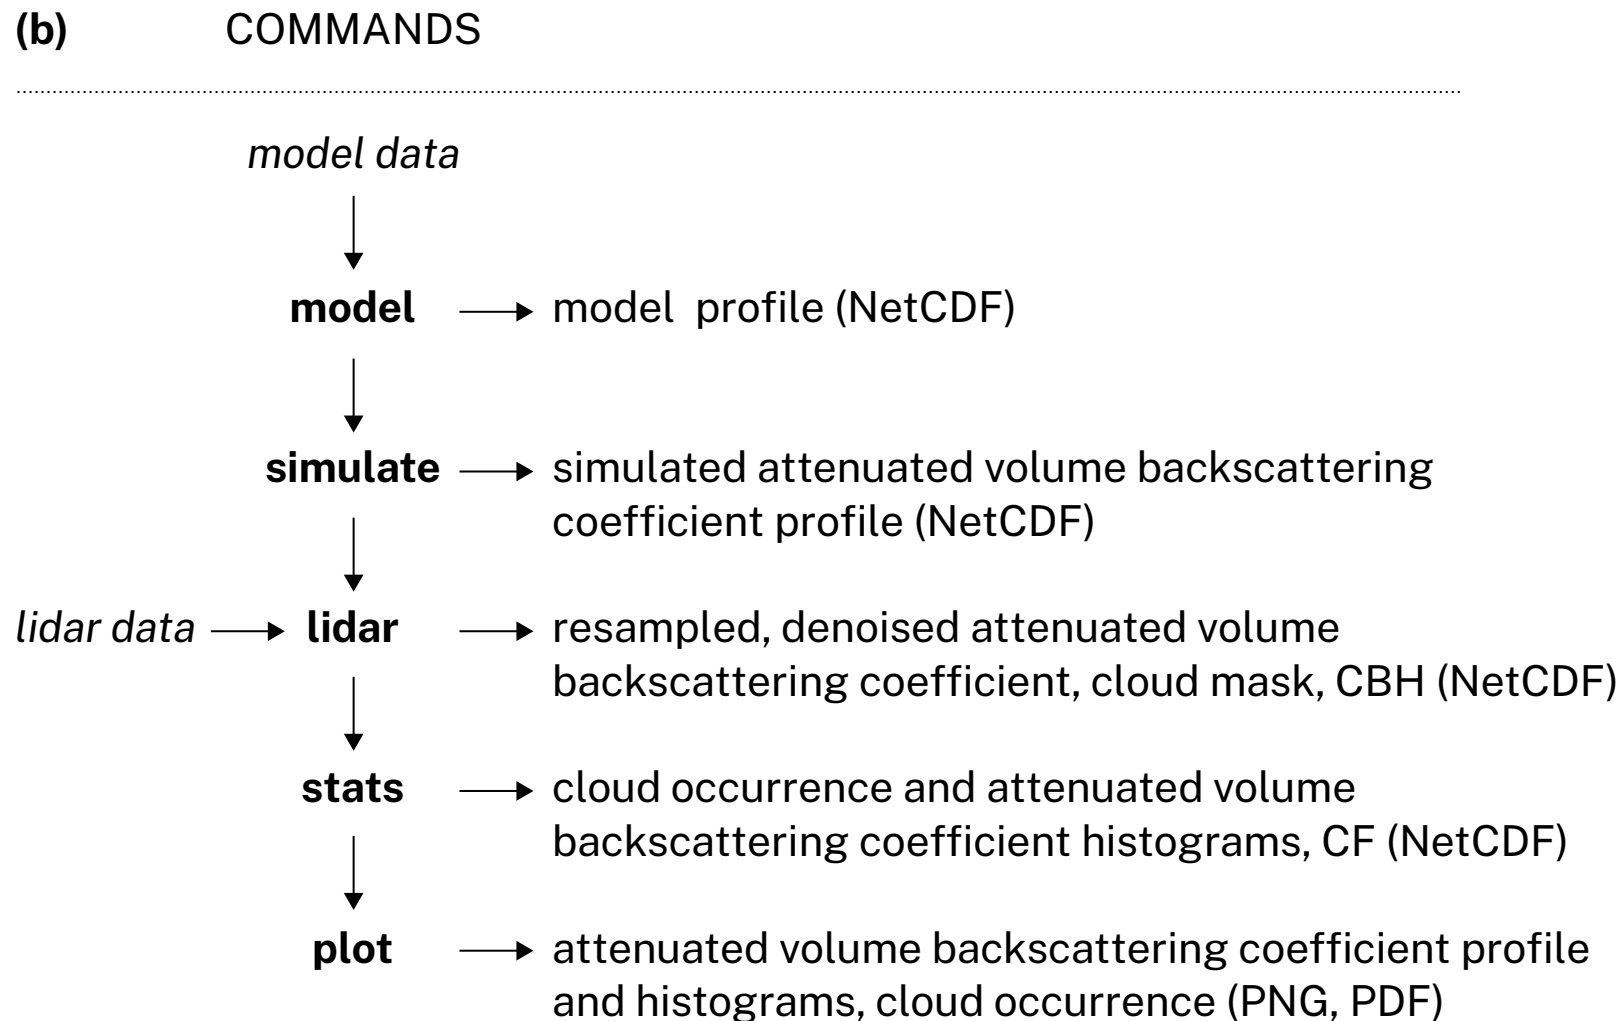 (b) COMMANDS
model data
model model profile (NetCDF)
simulate simulated attenuated volume backscattering
coefficient profile (NetCDF)
lidar data lidar resampled, denoised attenuated volume
backscattering coefficient, cloud mask, CBH (NetCDF)
stats cloud occurrence and attenuated volume
backscattering coefficient histograms, CF (NetCDF)
plot attenuated volume backscattering coefficient profile
and histograms, cloud occurrence (PNG, PDF)